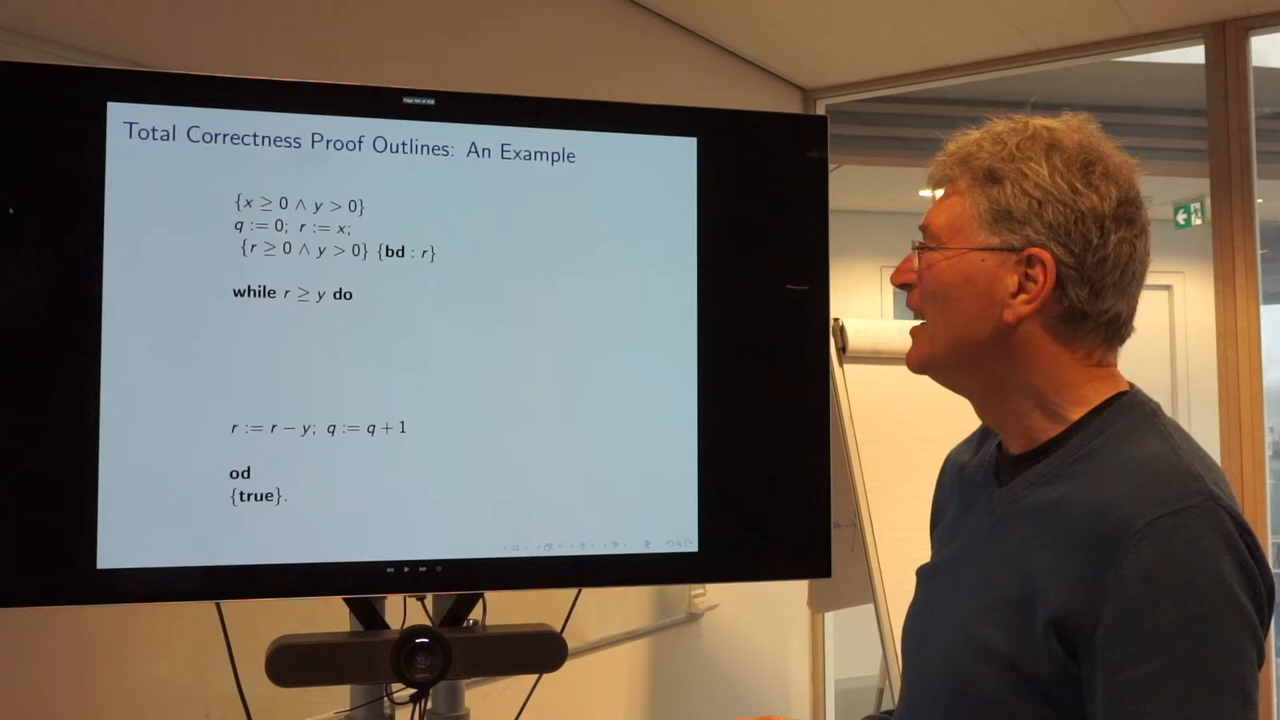 Total Correctness Proof Outlines: An Example
{x ≥ 0 ∧ y > 0}
q := 0; r := x;
{r ≥ 0 ∧ y > 0} {bd : r}
while r ≥ y do
r := r − y; q := q + 1
od
{true}.